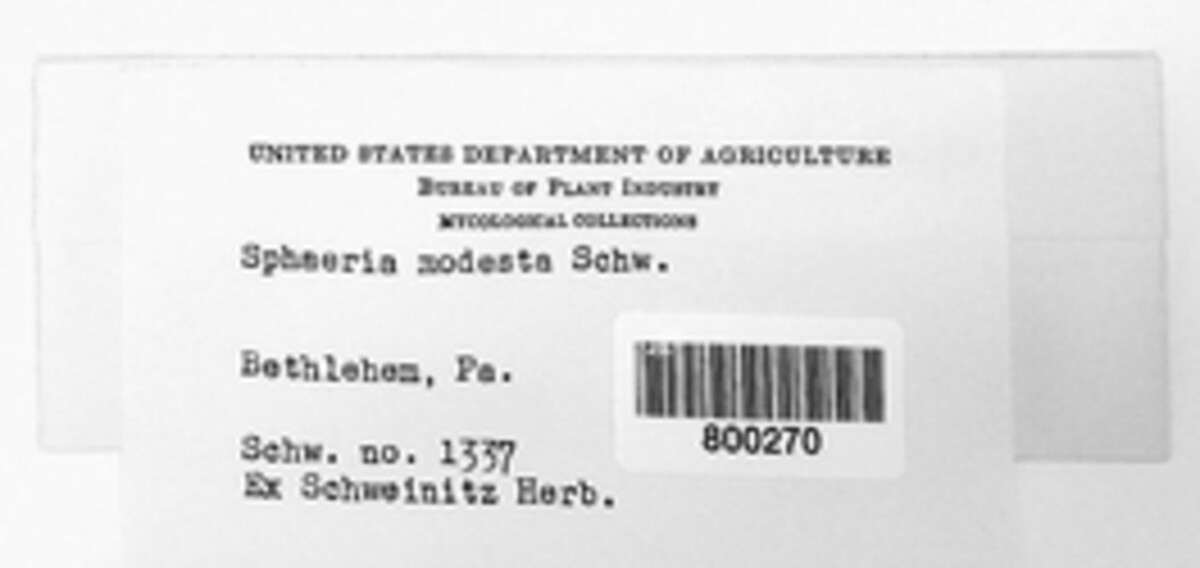 UNITED STATES DEPARTMENT OF AGRICULTURE
BUREAU OF PLANT INDUSTRY
MYCOLOGICAL COLLECTIONS
Sphaeria modesta Schw.
Bethlehem, Pa.
800270
Schw. no. 1337
Ex Schweinitz Herb.